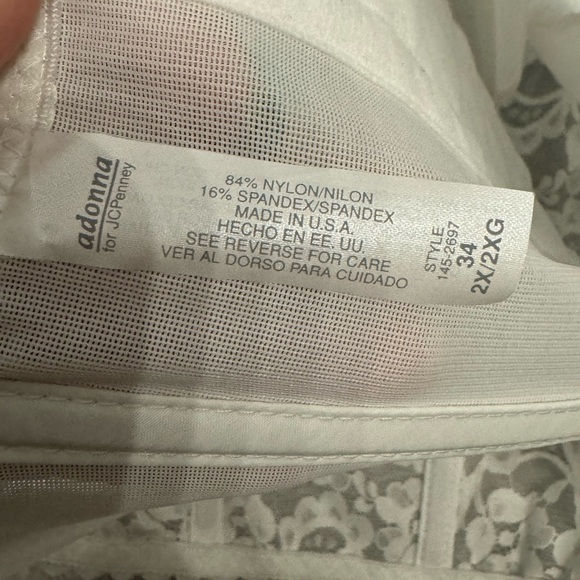 adonna
for JCPenney
84% NYLON/NILON
16% SPANDEX/SPANDEX
MADE IN U.S.A.
HECHO EN EE. UU.
SEE REVERSE FOR CARE
VER AL DORSO PARA CUIDADO
STYLE
145-2697
34
2X/2XG